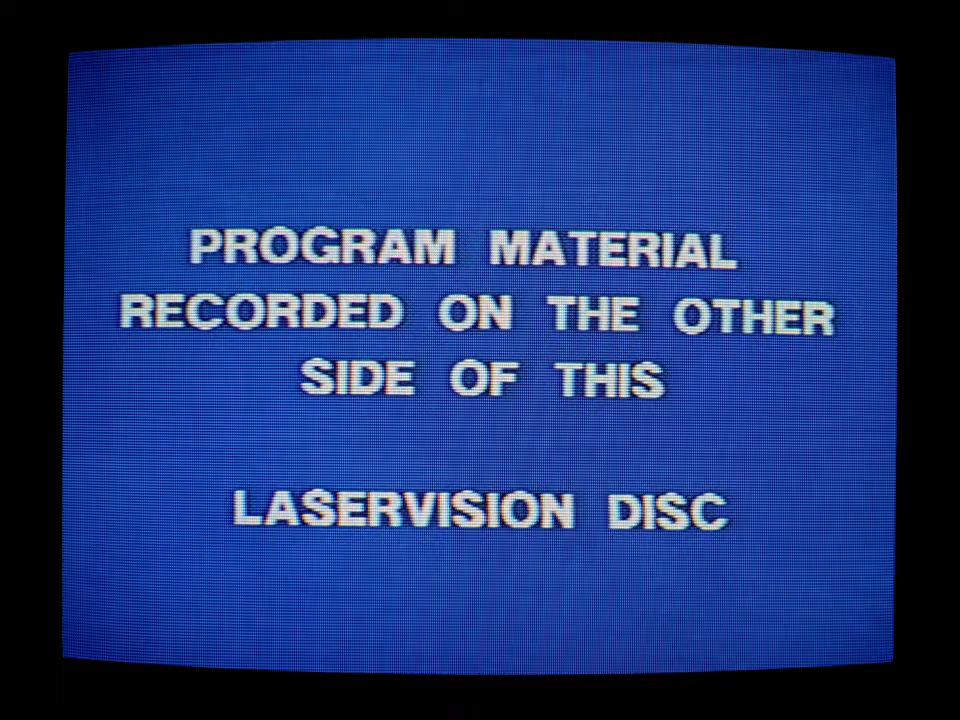 PROGRAM MATERIAL
RECORDED ON THE OTHER
SIDE OF THIS
LASERVISION DISC